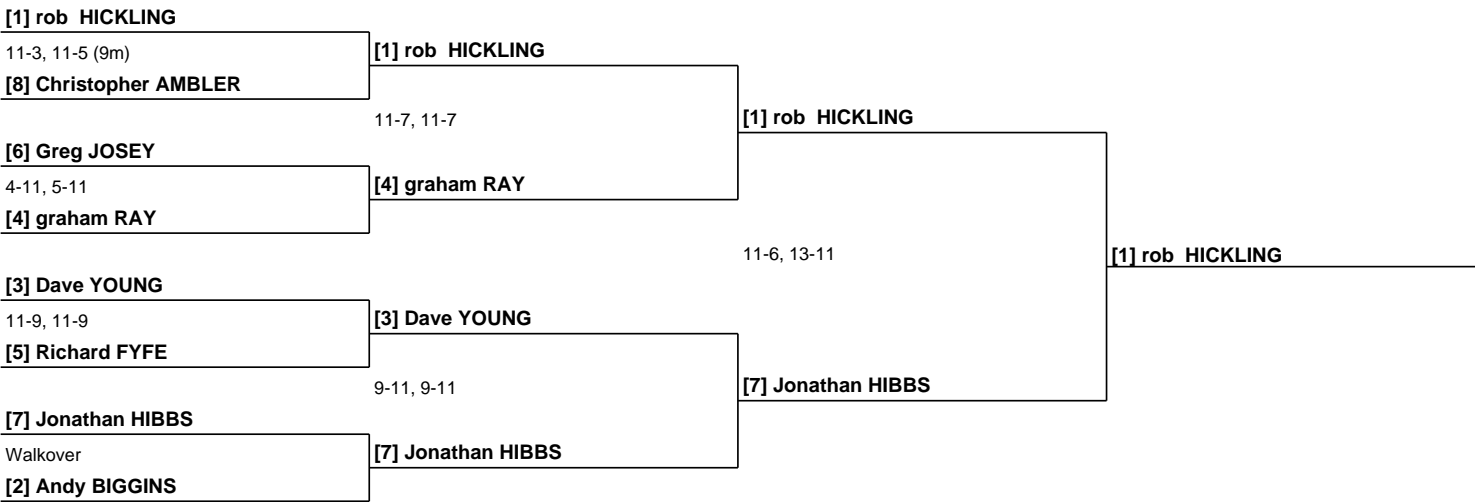 [1] rob  HICKLING
11-3, 11-5 (9m)
[8] Christopher AMBLER
[6] Greg JOSEY
4-11, 5-11
[4] graham RAY
[3] Dave YOUNG
11-9, 11-9
[5] Richard FYFE
[7] Jonathan HIBBS
Walkover
[2] Andy BIGGINS
[1] rob  HICKLING
11-7, 11-7
[4] graham RAY
[3] Dave YOUNG
9-11, 9-11
[7] Jonathan HIBBS
[1] rob  HICKLING
11-6, 13-11
[7] Jonathan HIBBS
[1] rob  HICKLING